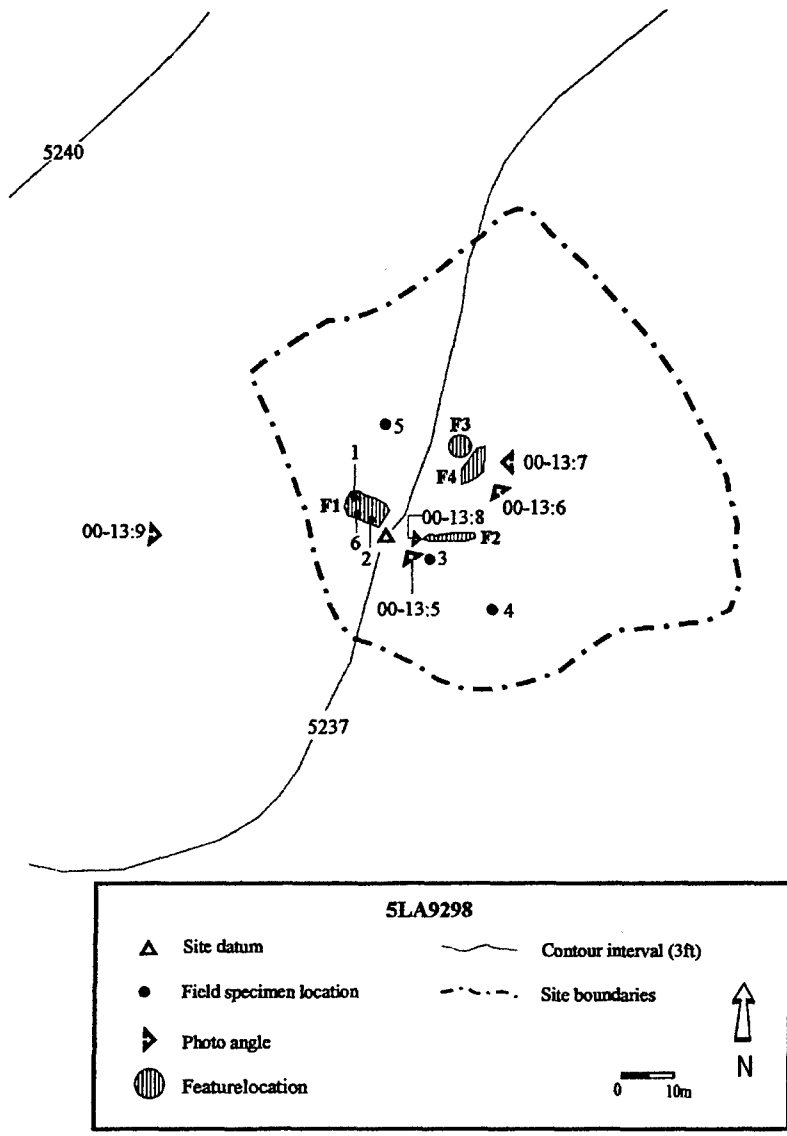 5240
5
F3
1
F4
00-13:7
F1
00-13:6
00-13:8
00-13:9
6
2
3
F2
00-13:5
4
5237
5LA9298
Site datum
Contour interval (3ft)
Field specimen location
Site boundaries
Photo angle
Featurelocation
0 10m
N